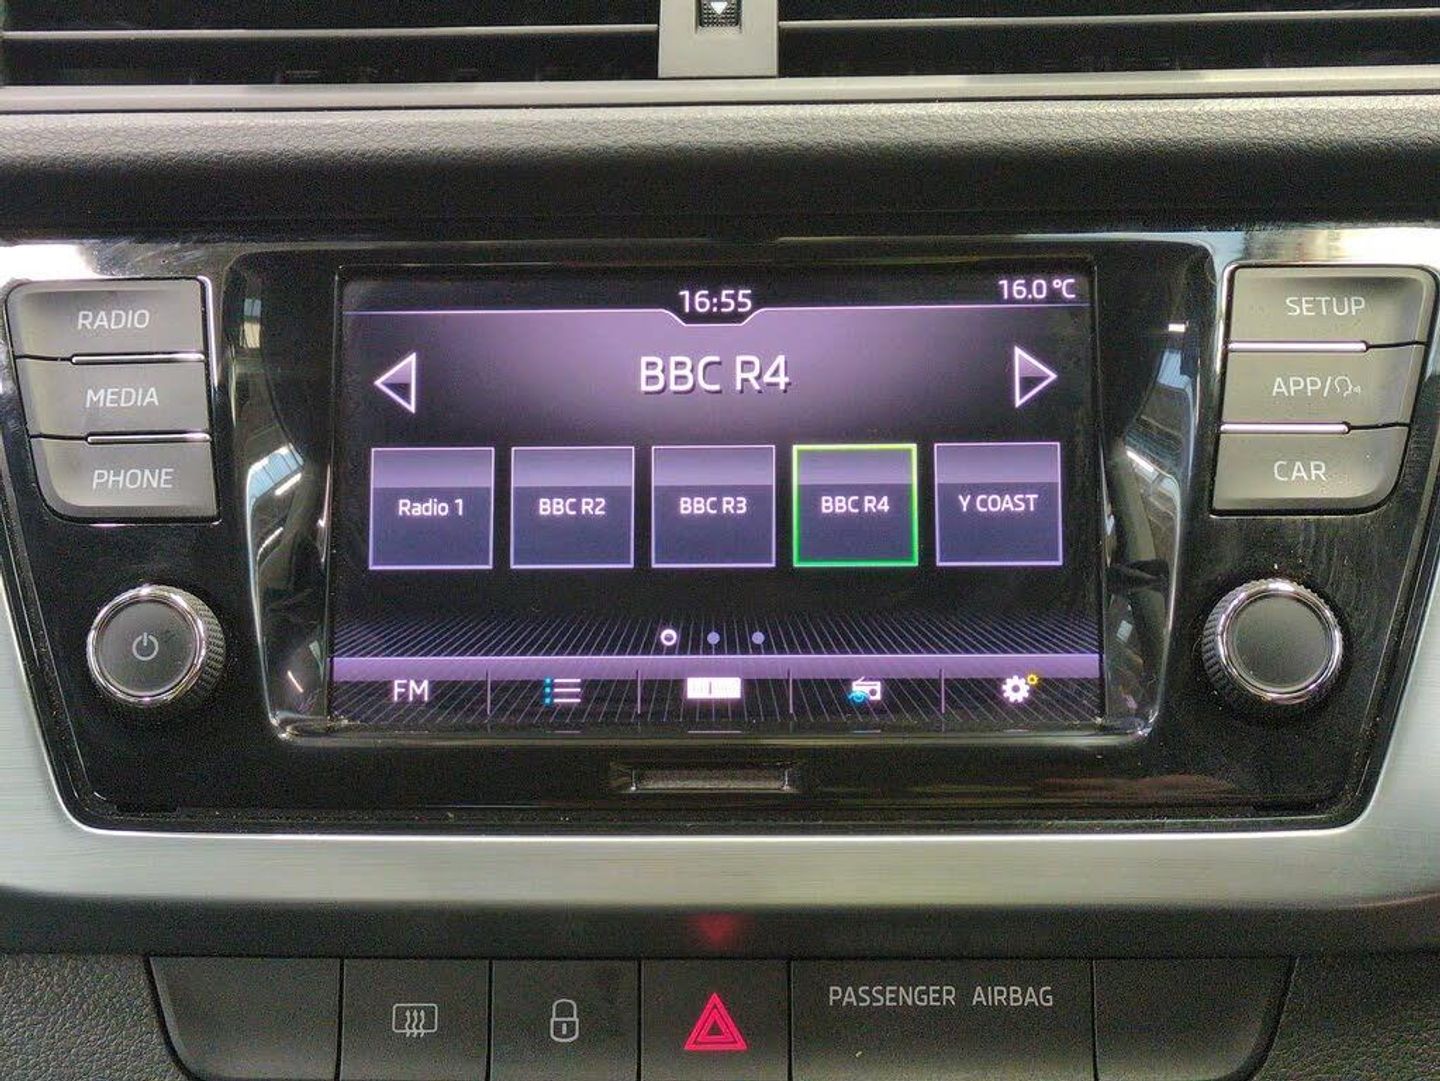 16:55
16.0 °C
RADIO
MEDIA
PHONE
BBC R4
SETUP
APP/
CAR
Radio 1
BBC R2
BBC R3
BBC R4
Y COAST
FM
PASSENGER AIRBAG